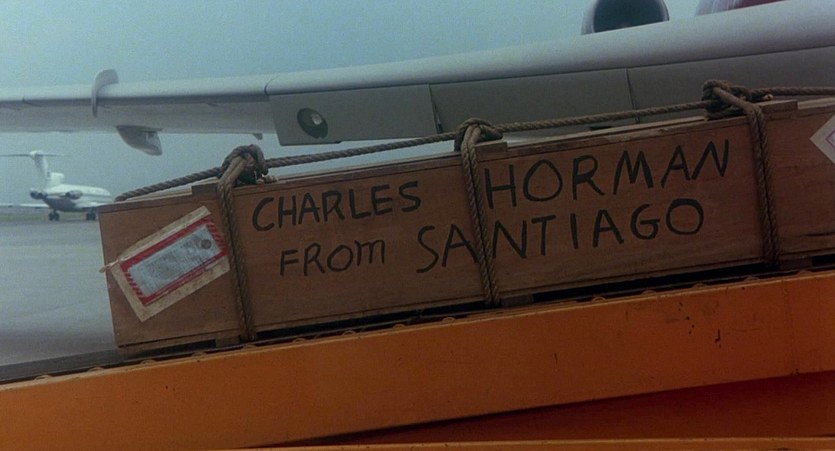 CHARLES HORMAN
FROM SANTIAGO